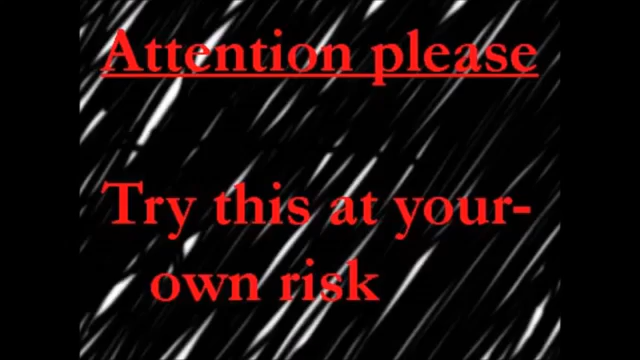 Attention please
Try this at your-
own risk